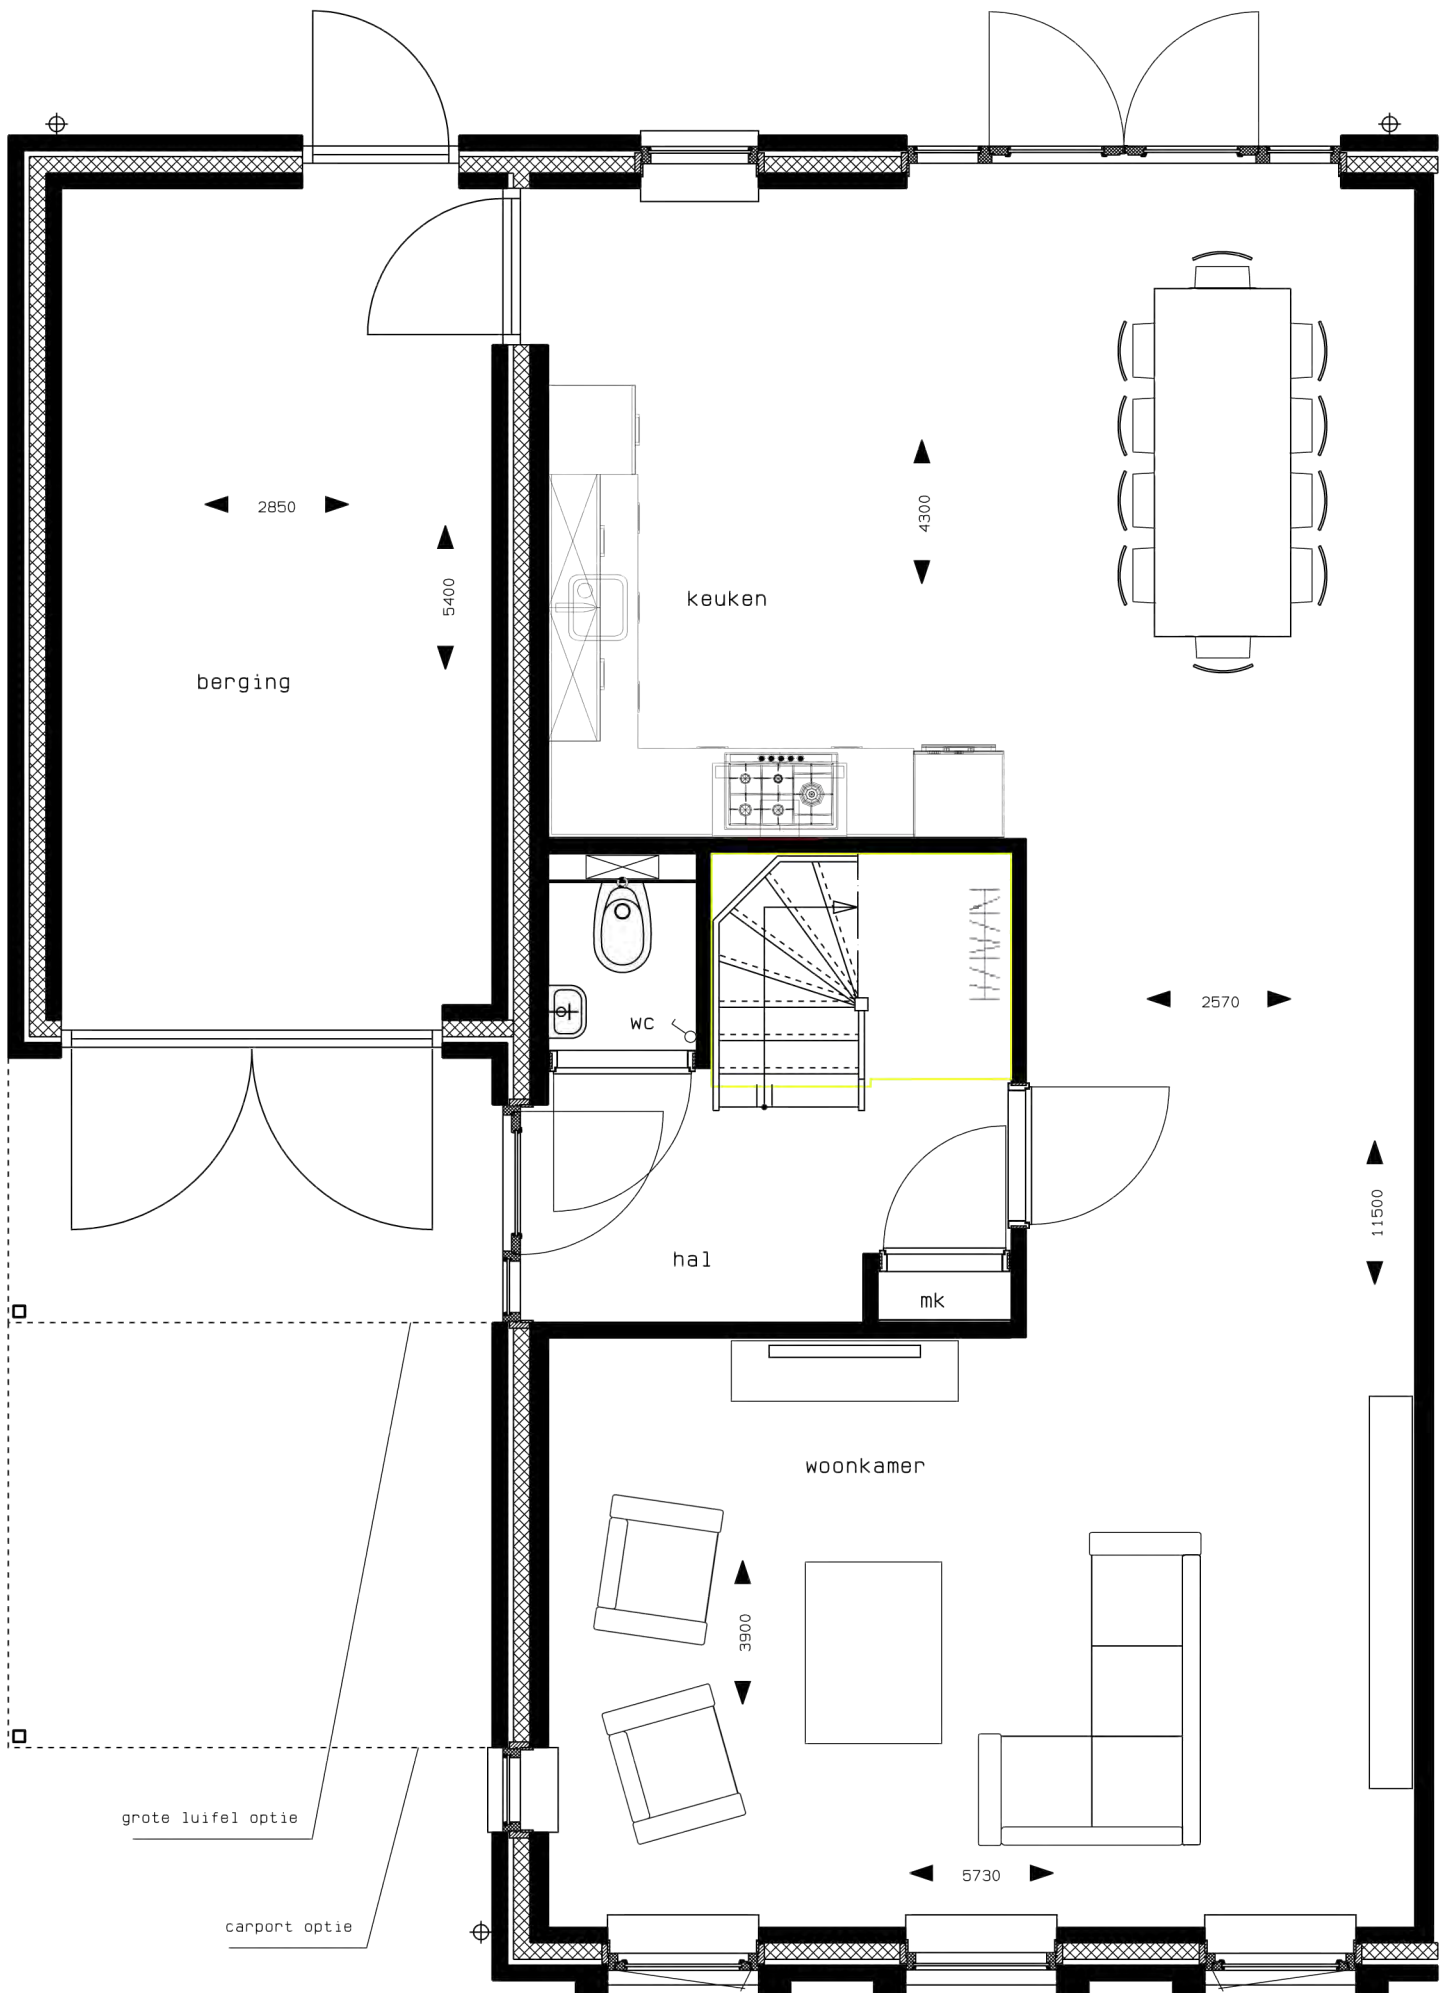 2850
4300
5400
keuken
berging
wc
2570
11500
hal
mk
woonkamer
3900
grote luifel optie
5730
carport optie